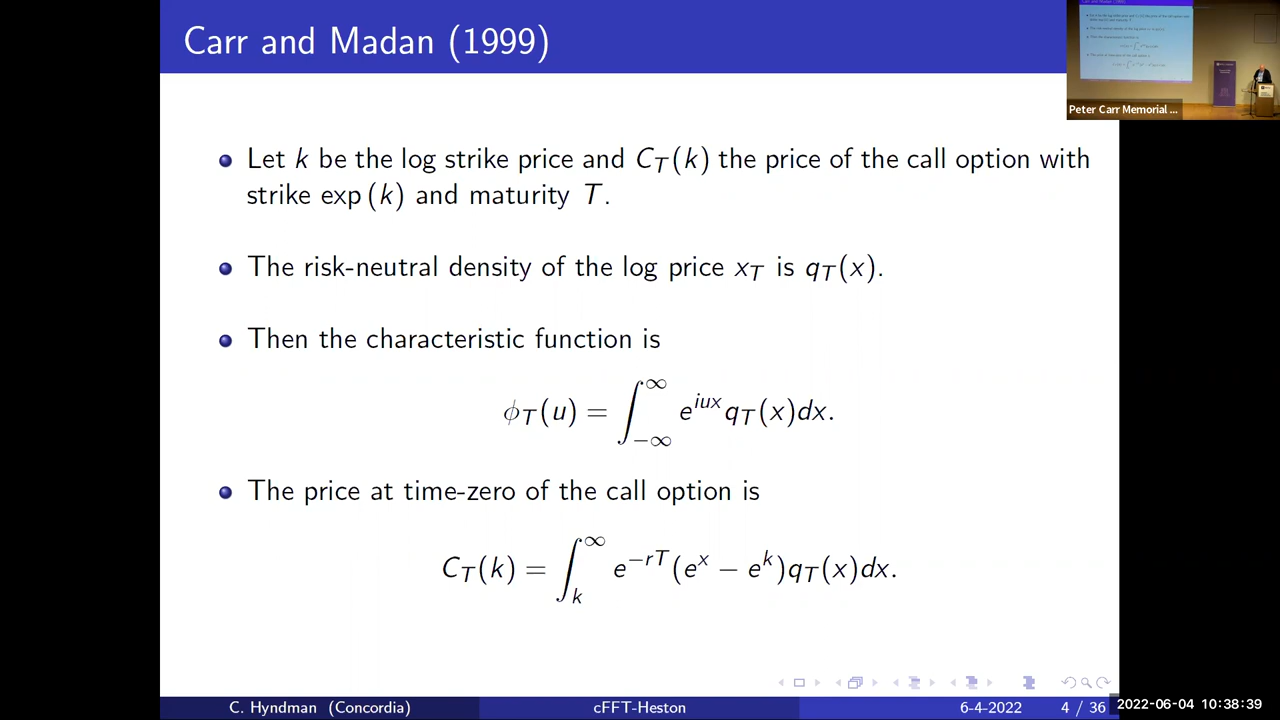 Carr and Madan (1999)
Peter Carr Memorial ...
Let k be the log strike price and C_T(k) the price of the call option with
strike exp (k) and maturity T.
The risk-neutral density of the log price x_T is q_T(x).
Then the characteristic function is
ϕ_T(u) = ∫_{−∞}^{∞} e^{iux} q_T(x)dx.
The price at time-zero of the call option is
C_T(k) = ∫_k^∞ e^{−rT}(e^x − e^k)q_T(x)dx.
C. Hyndman (Concordia) cFFT-Heston 6-4-2022 4 / 36
2022-06-04 10:38:39